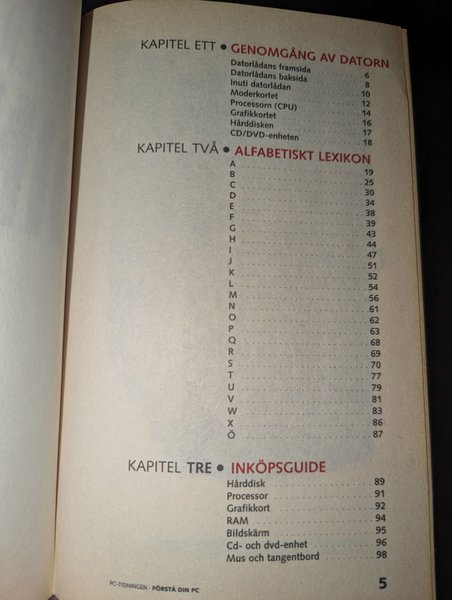 KAPITEL ETT • GENOMGÅNG AV DATORN
Datorlådans framsida 6
Datorlådans baksida 8
Inuti datorlådan 10
Moderkortet 12
Processorn (CPU) 14
Grafikkortet 16
Hårddisken 17
CD/DVD-enheten 18
KAPITEL TVÅ • ALFABETISKT LEXIKON
A 19
B 25
C 30
D 34
E 38
F 39
G 43
H 44
I 47
J 51
K 52
L 54
M 56
N 61
O 62
P 63
Q 68
R 69
S 70
T 77
U 79
V 81
W 83
X 86
Ö 87
KAPITEL TRE • INKÖPSGUIDE
Hårddisk 89
Processor 91
Grafikkort 92
RAM 94
Bildskärm 95
Cd- och dvd-enhet 96
Mus och tangentbord 98
PC-TIDNINGEN · FÖRSTÅ DIN PC
5